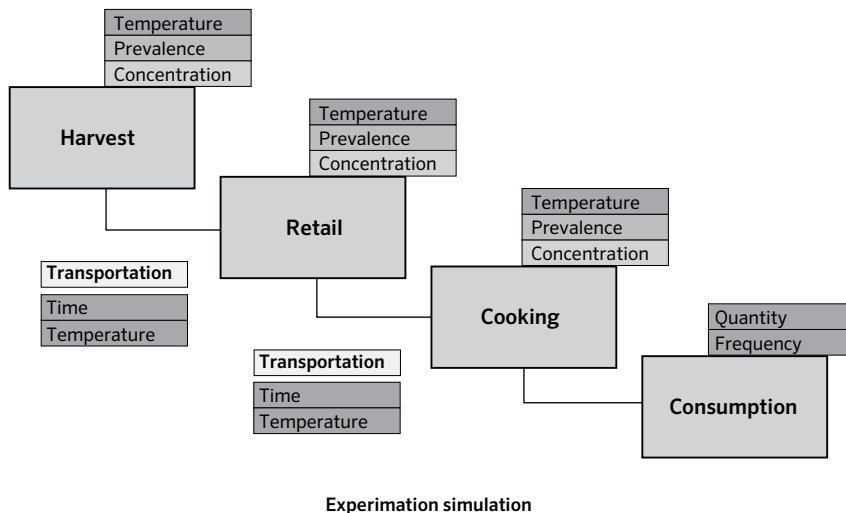 Temperature
Prevalence
Concentration
Harvest
Temperature
Prevalence
Concentration
Retail
Transportation
Time
Temperature
Temperature
Prevalence
Concentration
Cooking
Transportation
Time
Temperature
Quantity
Frequency
Consumption
Experimation simulation